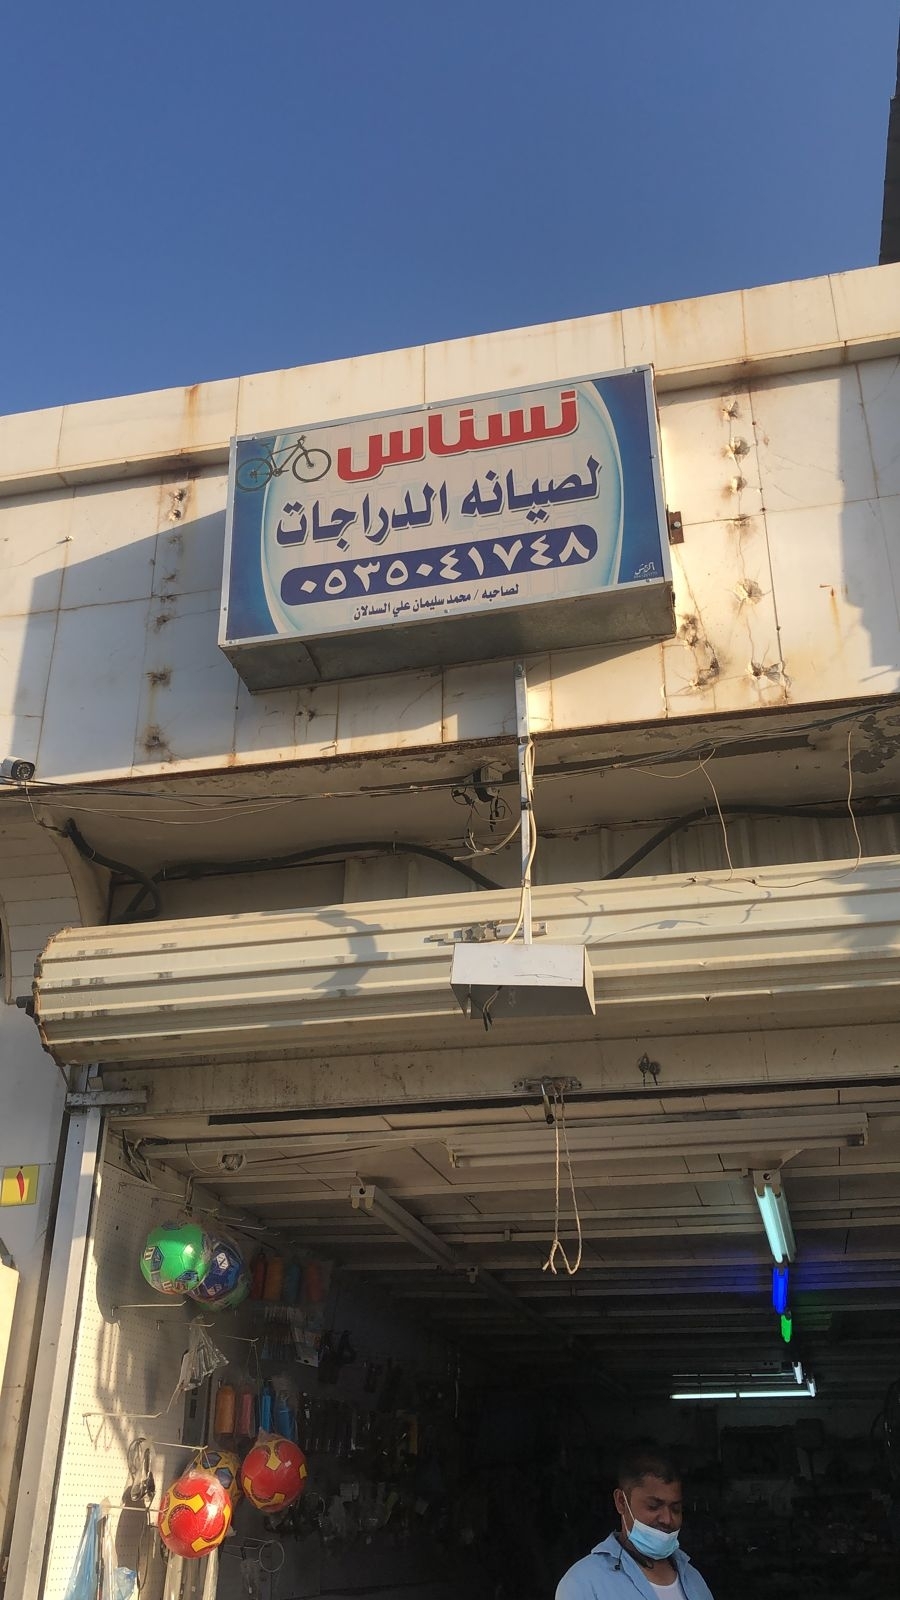 نسناس
لصيانه الدراجات
٠٥٣٥٠٤١٧٤٨
لصاحبه / محمد سليمان علي السدلان